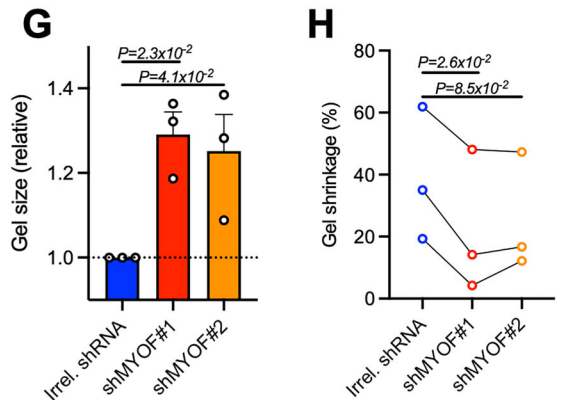 G
P=2.3x10-2
P=4.1x10-2
Gel size (relative)
1.4
1.2
1.0
Irrel. shRNA
shMYOF#1
shMYOF#2
H
P=2.6x10-2
P=8.5x10-2
Gel shrinkage (%)
80
60
40
20
0
Irrel. shRNA
shMYOF#1
shMYOF#2